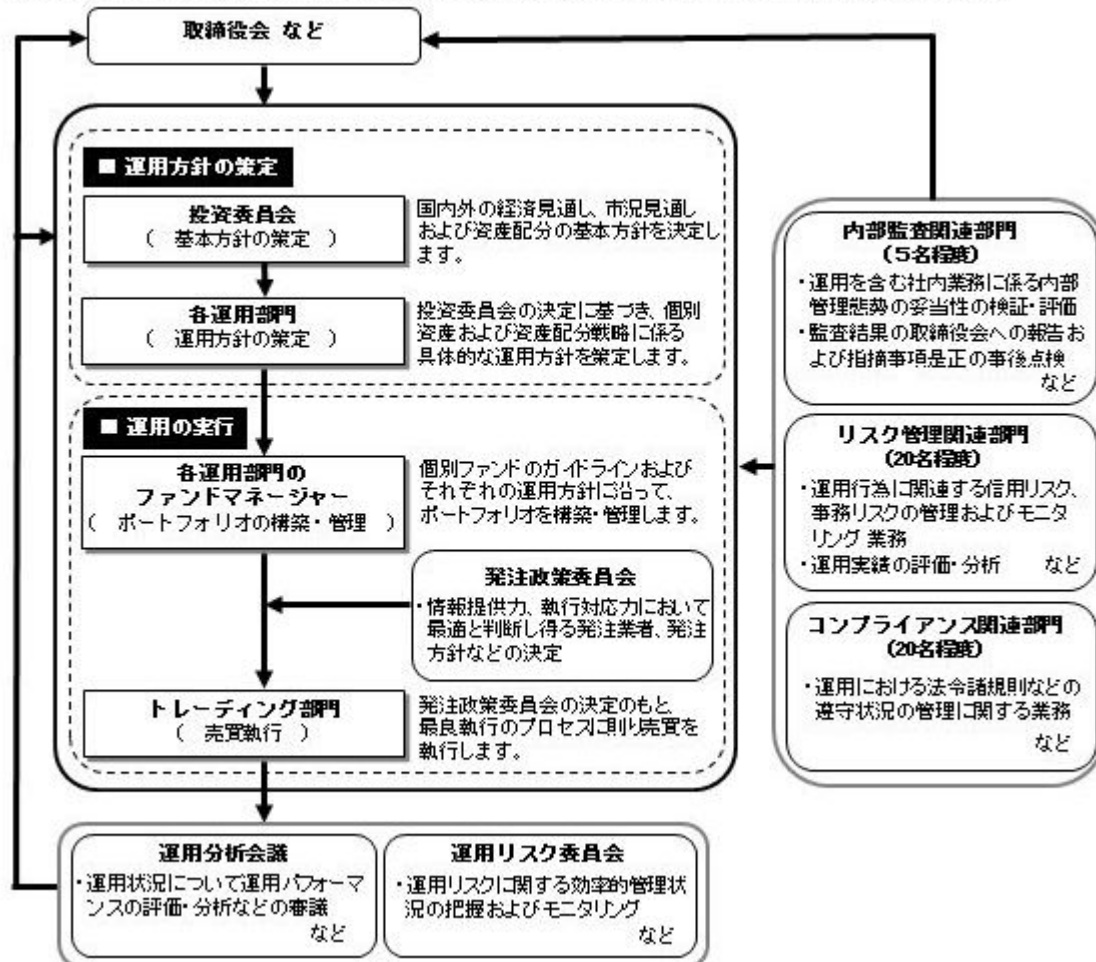 取締役会 など
■ 運用方針の策定
投資委員会
( 基本方針の策定 )
国内外の経済見通し、市況見通し
および資産配分の基本方針を決定し
ます。
各運用部門
( 運用方針の策定 )
投資委員会の決定に基づき、個別
資産および資産配分戦略に係る
具体的な運用方針を策定します。
■ 運用の実行
各運用部門の
ファンドマネージャー
( ポートフォリオの構築・管理 )
個別ファンドのガイドラインおよび
それぞれの運用方針に沿って、
ポートフォリオを構築・管理します。
発注政策委員会
・情報提供力、執行対応力において
最適と判断し得る発注業者、発注
方針などの決定
トレーディング部門
( 売買執行 )
発注政策委員会の決定のもと、
最良執行のプロセスに則り売買を
執行します。
運用分析会議
・運用状況について運用パフォーマ
ンスの評価・分析などの審議
など
運用リスク委員会
・運用リスクに関する効率的管理状
況の把握およびモニタリング
など
内部監査関連部門
(5名程度)
・運用を含む社内業務に係る内部
管理態勢の妥当性の検証・評価
・監査結果の取締役会への報告お
よび指摘事項是正の事後点検
など
リスク管理関連部門
(20名程度)
・運用行為に関連する信用リスク、
事務リスクの管理およびモニタ
リング 業務
・運用実績の評価・分析 など
コンプライアンス関連部門
(20名程度)
・運用における法令諸規則などの
遵守状況の管理に関する業務
など